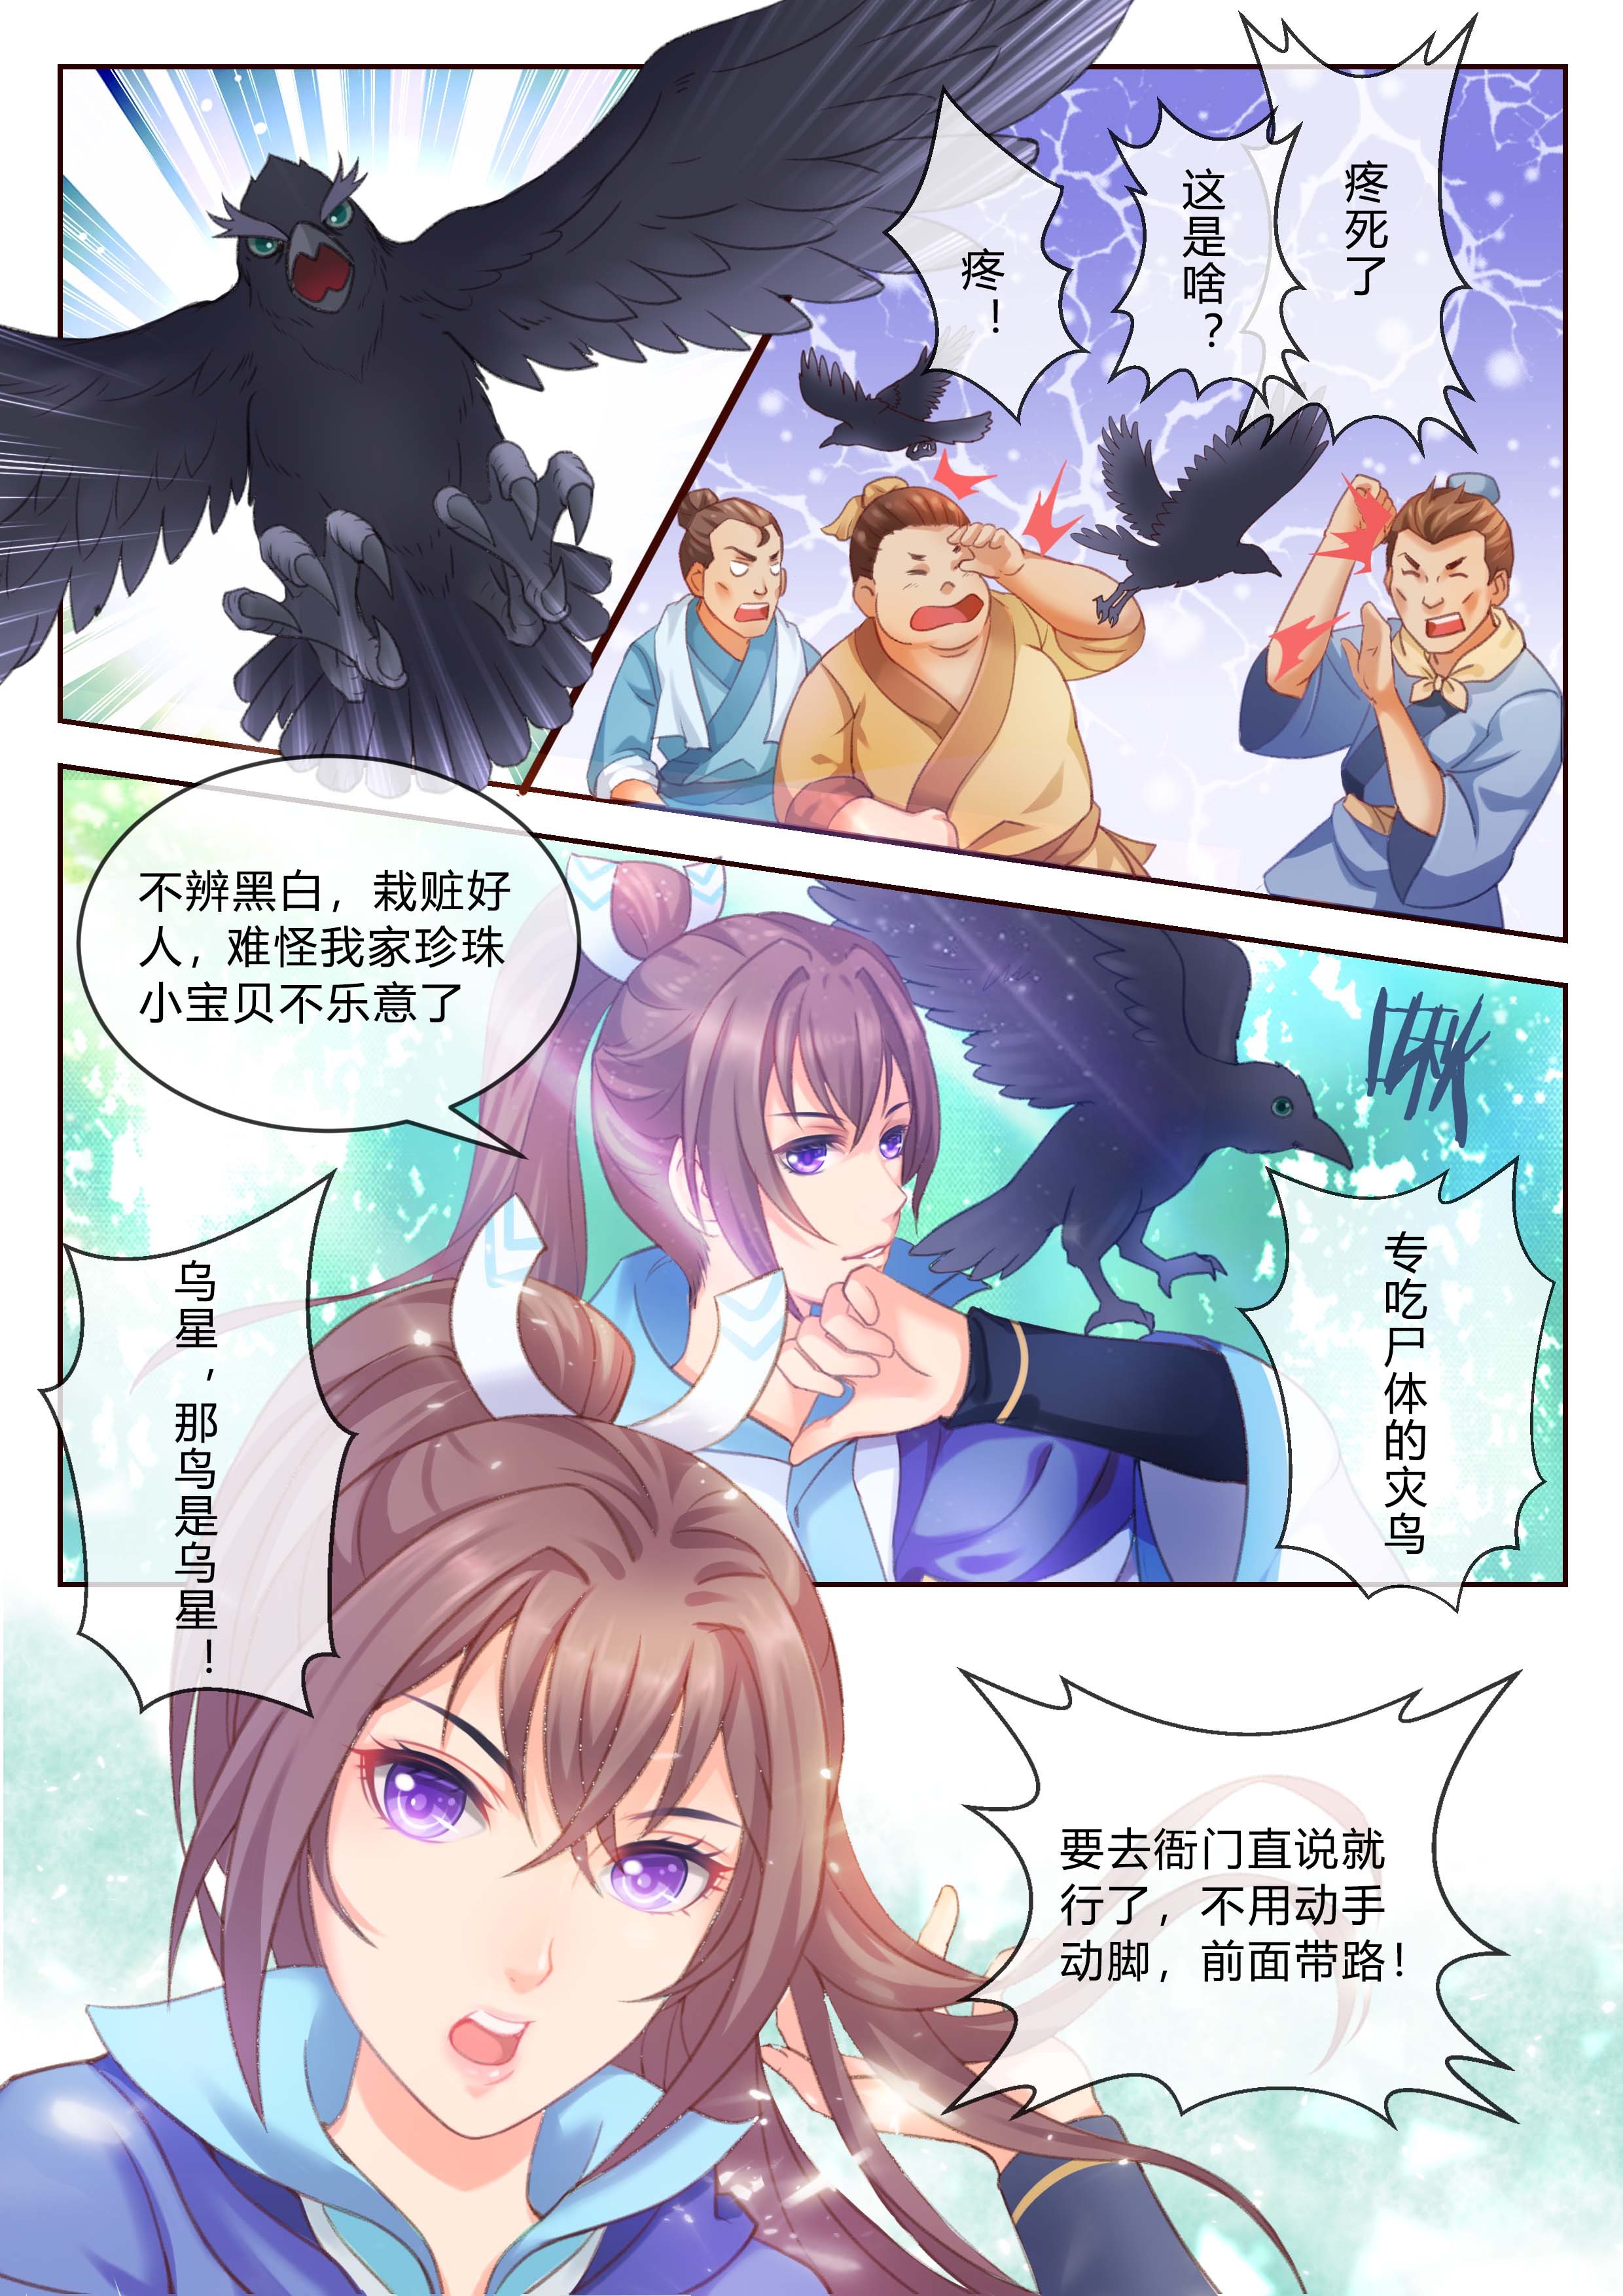 疼！
这是啥？
疼死了
不辨黑白，栽赃好
人，难怪我家珍珠
小宝贝不乐意了
啾
乌星，那鸟是乌星！
专吃尸体的灾鸟
要去衙门直说就
行了，不用动手
动脚，前面带路！